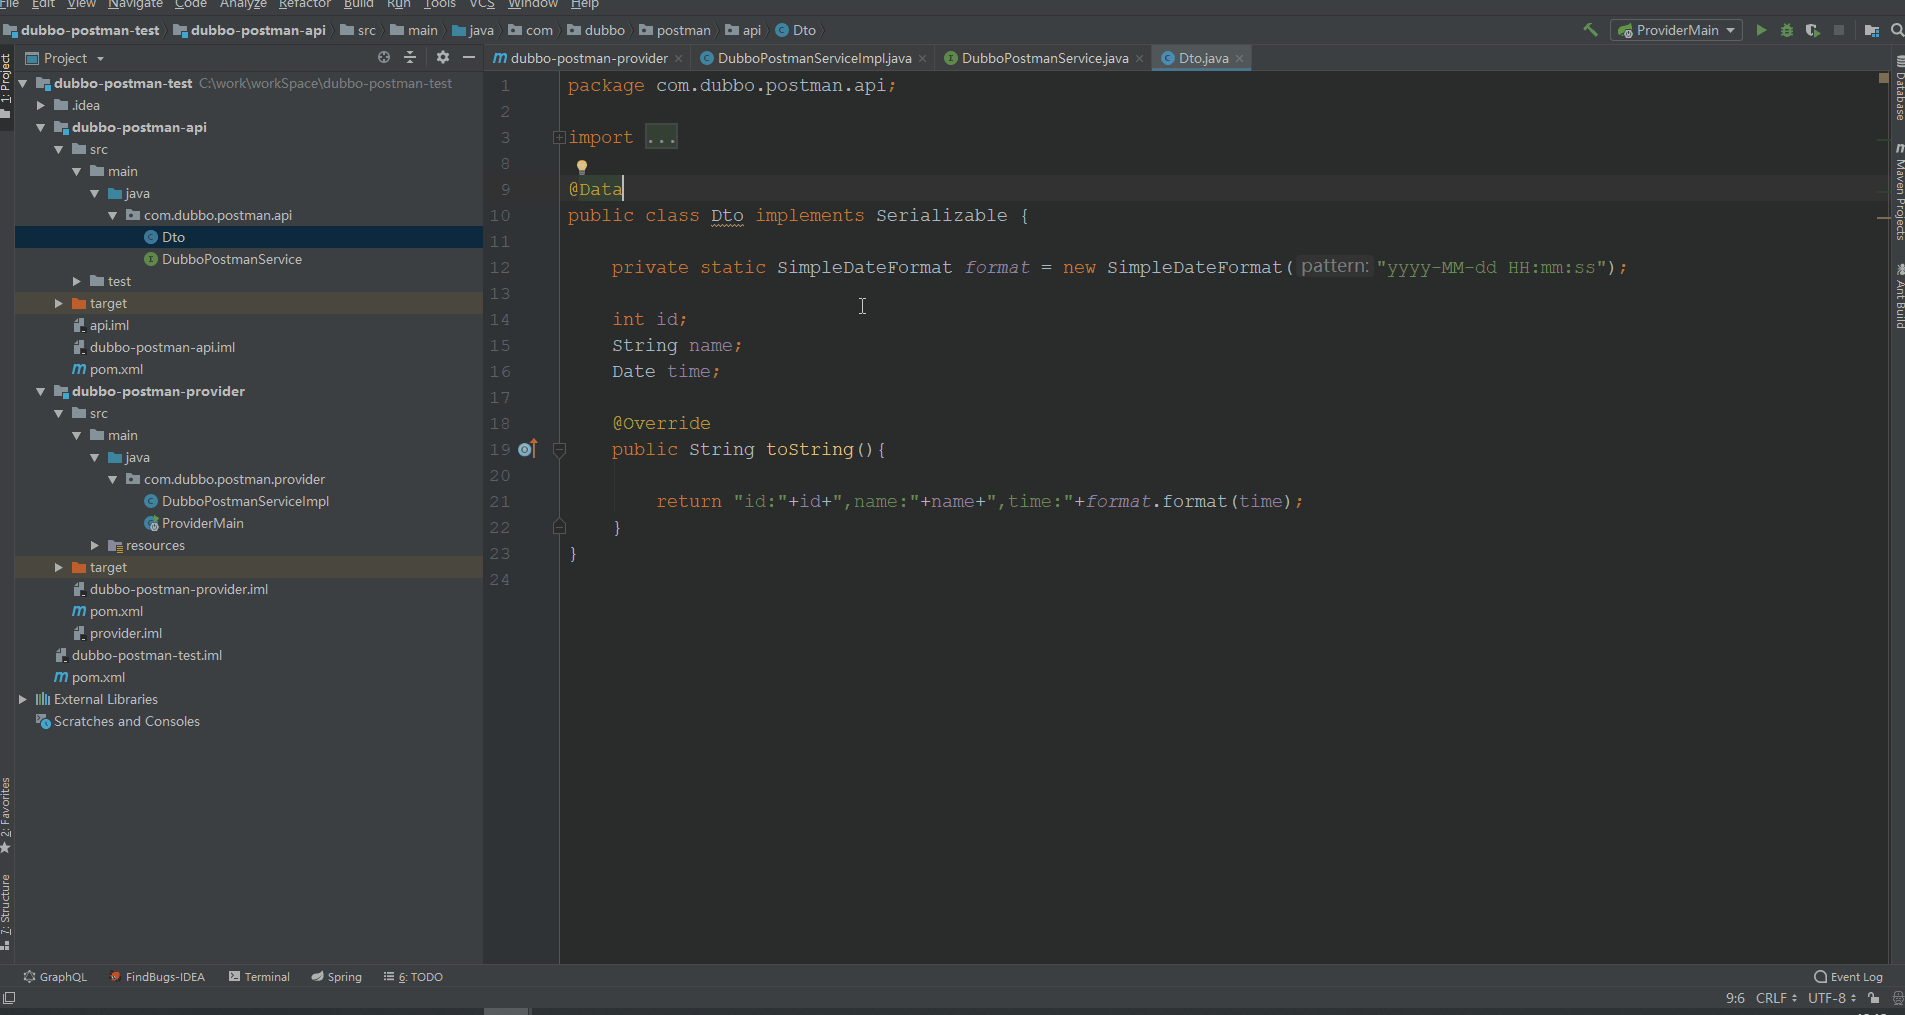 File Edit View Navigate Code Analyze Refactor Build Run Tools VCS Window Help
dubbo-postman-test dubbo-postman-api src main java com dubbo postman api Dto ProviderMain
Project
dubbo-postman-provider DubboPostmanServiceImpl.java DubboPostmanService.java Dto.java
1: Project
2: Favorites
7: Structure
dubbo-postman-test C:\work\workSpace\dubbo-postman-test
.idea
dubbo-postman-api
src
main
java
com.dubbo.postman.api
Dto
DubboPostmanService
test
target
api.iml
dubbo-postman-api.iml
pom.xml
dubbo-postman-provider
src
main
java
com.dubbo.postman.provider
DubboPostmanServiceImpl
ProviderMain
resources
target
dubbo-postman-provider.iml
pom.xml
provider.iml
dubbo-postman-test.iml
pom.xml
External Libraries
Scratches and Consoles
1 package com.dubbo.postman.api;
2
3 import ...
8
9 @Data
10 public class Dto implements Serializable {
11
12 private static SimpleDateFormat format = new SimpleDateFormat( pattern: "yyyy-MM-dd HH:mm:ss");
13
14 int id;
15 String name;
16 Date time;
17
18 @Override
19 public String toString(){
20
21 return "id:"+id+",name:"+name+",time:"+format.format(time);
22 }
23 }
24
Database
Maven Projects
Ant Build
GraphQL FindBugs-IDEA Terminal Spring 6: TODO Event Log
9:6 CRLF UTF-8